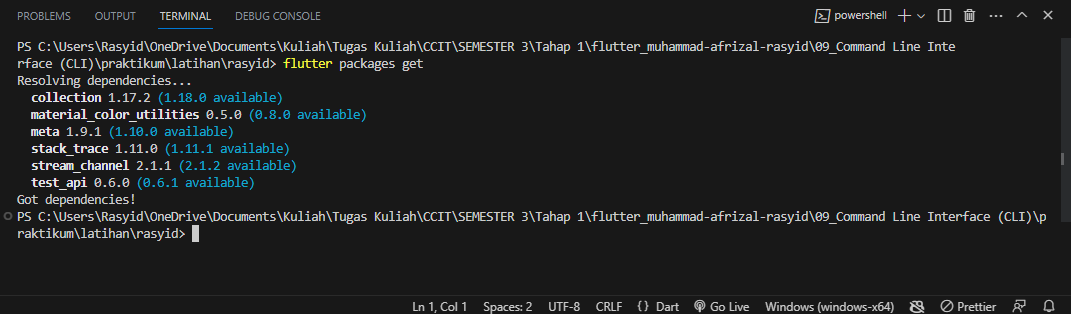 PROBLEMS OUTPUT TERMINAL DEBUG CONSOLE powershell
PS C:\Users\Rasyid\OneDrive\Documents\Kuliah\Tugas Kuliah\CCIT\SEMESTER 3\Tahap 1\flutter_muhammad-afrizal-rasyid\09_Command Line Inte
rface (CLI)\praktikum\latihan\rasyid> flutter packages get
Resolving dependencies...
collection 1.17.2 (1.18.0 available)
material_color_utilities 0.5.0 (0.8.0 available)
meta 1.9.1 (1.10.0 available)
stack_trace 1.11.0 (1.11.1 available)
stream_channel 2.1.1 (2.1.2 available)
test_api 0.6.0 (0.6.1 available)
Got dependencies!
PS C:\Users\Rasyid\OneDrive\Documents\Kuliah\Tugas Kuliah\CCIT\SEMESTER 3\Tahap 1\flutter_muhammad-afrizal-rasyid\09_Command Line Interface (CLI)\p
raktikum\latihan\rasyid>
Ln 1, Col 1 Spaces: 2 UTF-8 CRLF {} Dart Go Live Windows (windows-x64) Prettier